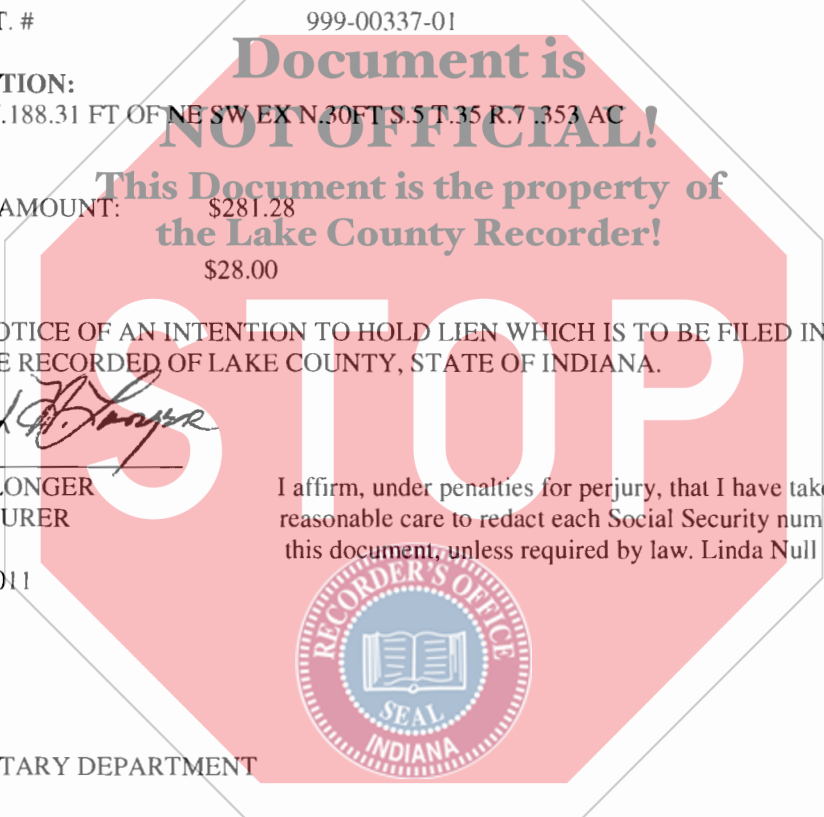 T. # 999-00337-01
Document is
TION:
.188.31 FT OF NE SW EX N.30FT S.5 T.35 R.7 .353 AC
NOT OFFICIAL!
This Document is the property of
AMOUNT: $281.28
the Lake County Recorder!
$28.00
OTICE OF AN INTENTION TO HOLD LIEN WHICH IS TO BE FILED IN
E RECORDED OF LAKE COUNTY, STATE OF INDIANA.
STOP
LONGER
URER
I affirm, under penalties for perjury, that I have take
reasonable care to redact each Social Security num
this document, unless required by law. Linda Null
011
RECORDER'S OFFICE
SEAL
INDIANA
TARY DEPARTMENT